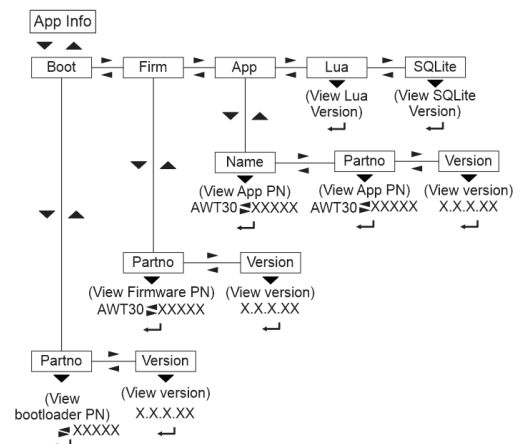 App Info
Boot Firm App Lua SQLite
(View Lua Version)
(View SQLite Version)
Name Partno Version
(View App PN)
AWT30 XXXXX
(View App PN)
AWT30 XXXXX
(View version)
X.X.XX
Partno Version
(View Firmware PN)
AWT30 XXXXX
(View version)
X.X.XX
Partno Version
(View
bootloader PN)
XXXXX
(View version)
X.X.XX